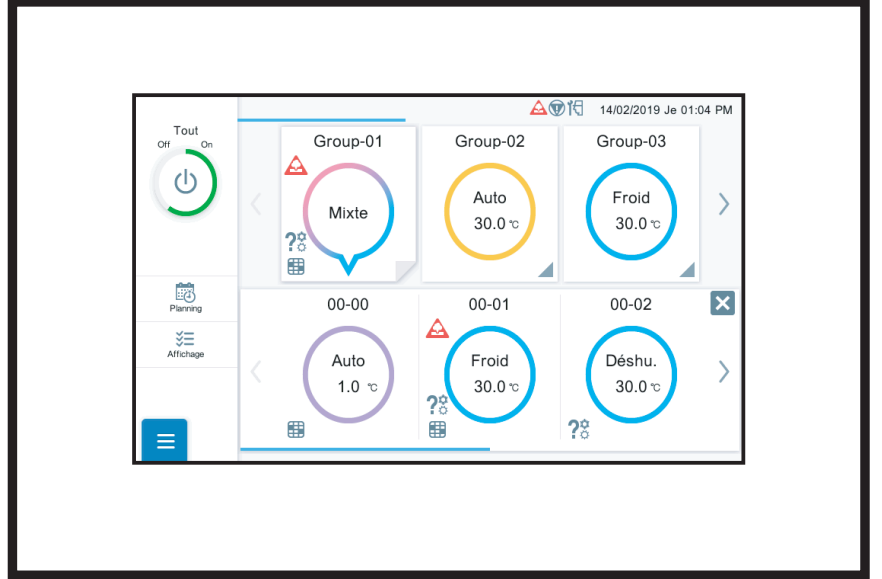 14/02/2019 Je 01:04 PM
Tout
Off On
Group-01
Group-02
Group-03
Mixte
Auto
30.0 °C
Froid
30.0 °C
Planning
Affichage
00-00
00-01
00-02
Auto
1.0 °C
Froid
30.0 °C
Déshu.
30.0 °C